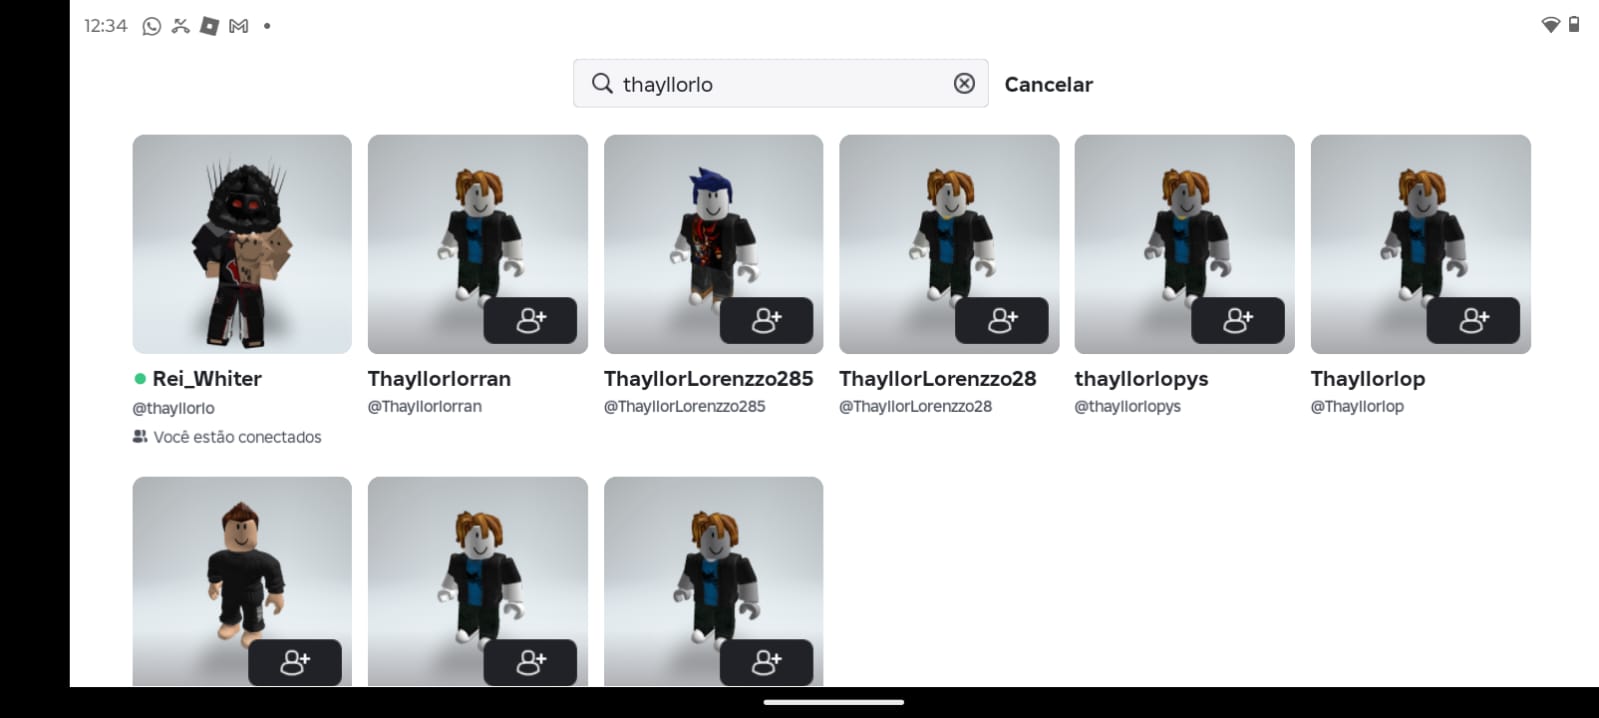 12:34
thayllorlo
Cancelar
Rei_Whiter
@thayllorlo
Você estão conectados
Thayllorlorran
@Thayllorlorran
ThayllorLorenzzo285
@ThayllorLorenzzo285
ThayllorLorenzzo28
@ThayllorLorenzzo28
thayllorlopys
@thayllorlopys
Thayllorlop
@Thayllorlop